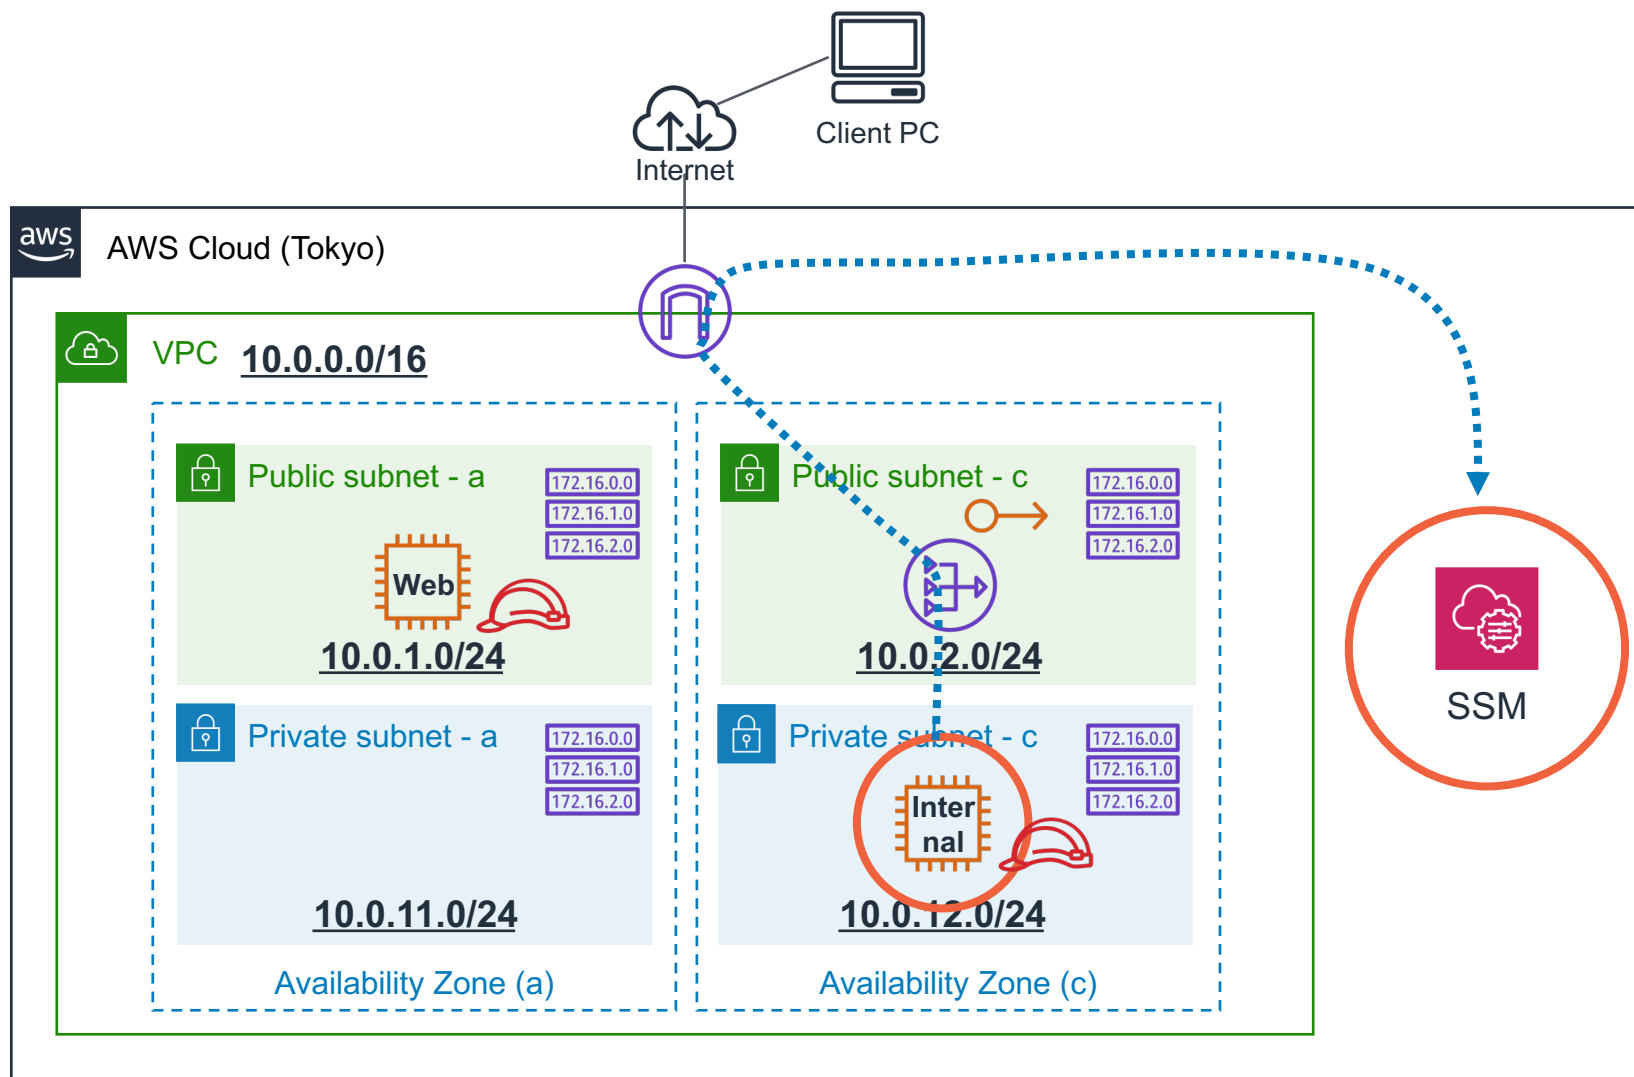 Client PC
Internet
aws
AWS Cloud (Tokyo)
VPC 10.0.0.0/16
Public subnet - a
172.16.0.0
172.16.1.0
172.16.2.0
Web
10.0.1.0/24
Public subnet - c
172.16.0.0
172.16.1.0
172.16.2.0
10.0.2.0/24
SSM
Private subnet - a
172.16.0.0
172.16.1.0
172.16.2.0
10.0.11.0/24
Private subnet - c
172.16.0.0
172.16.1.0
172.16.2.0
Inter
nal
10.0.12.0/24
Availability Zone (a)
Availability Zone (c)